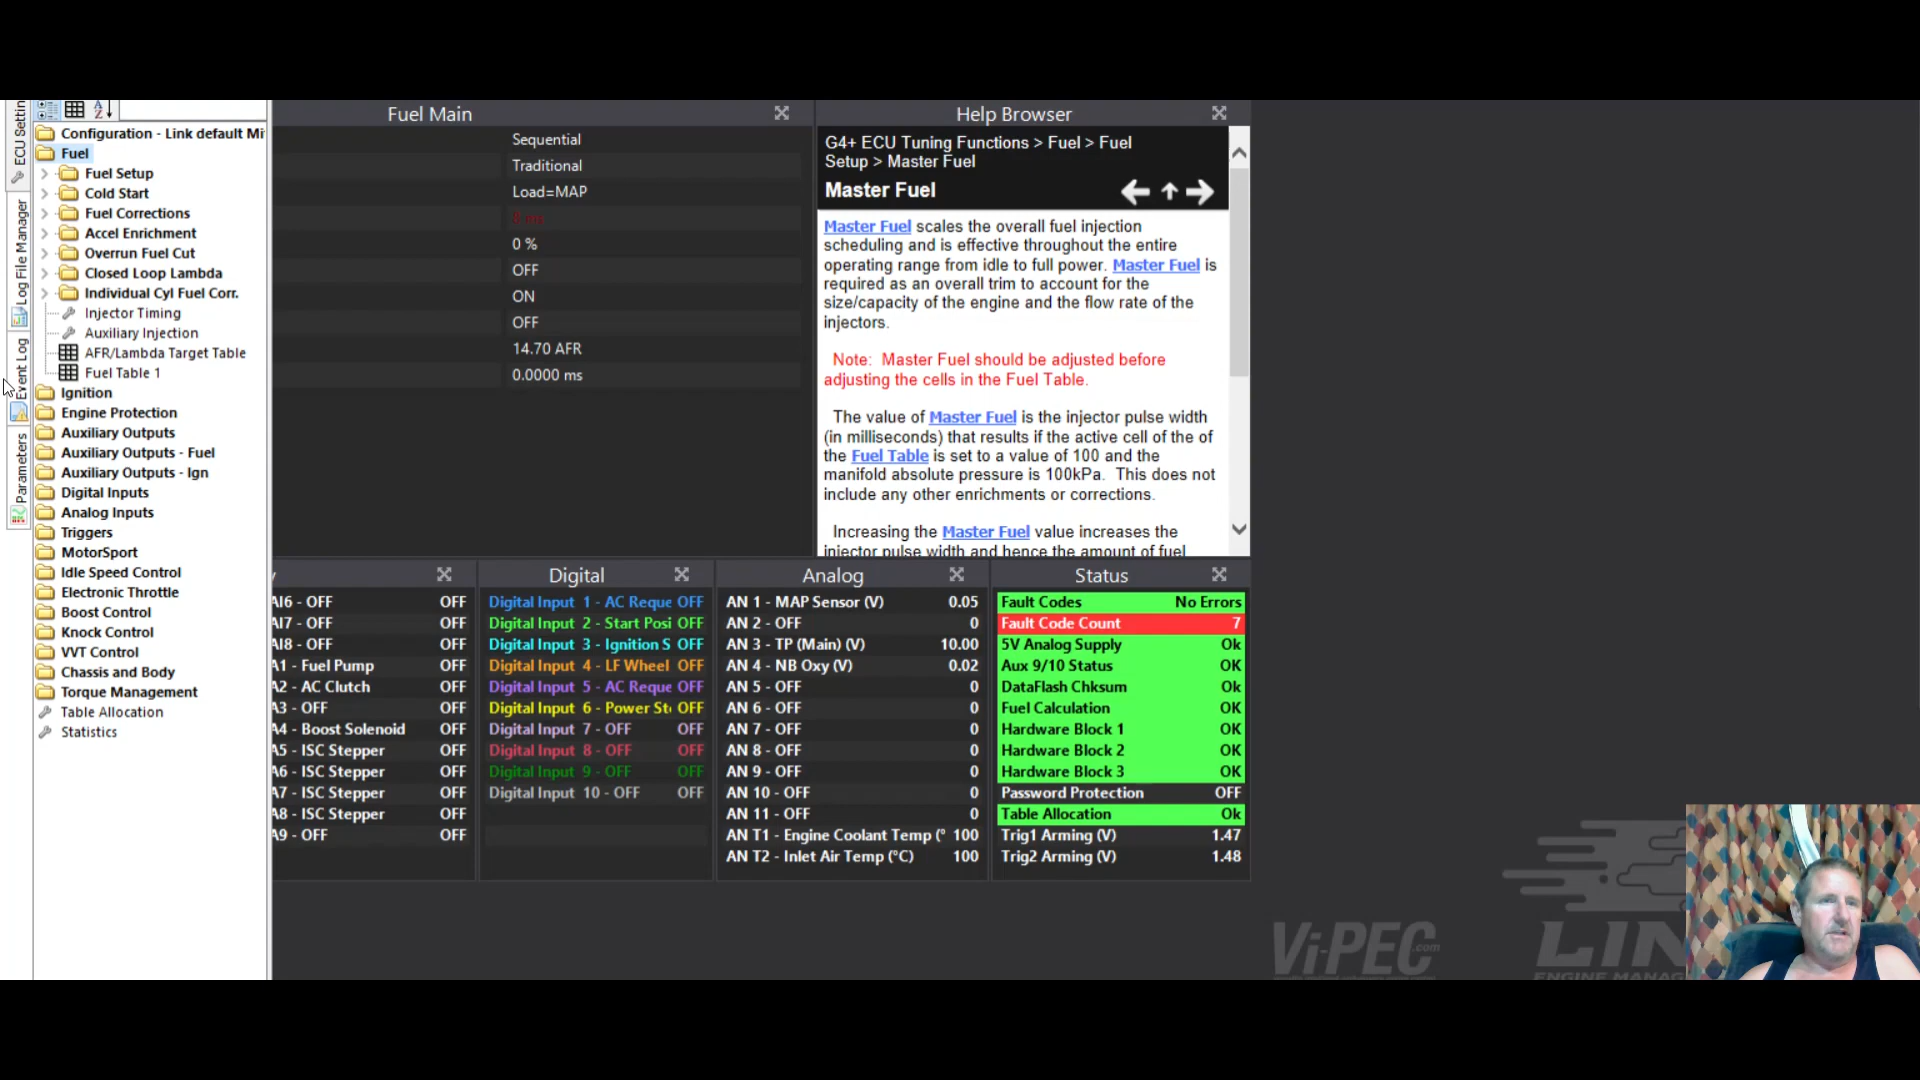 ECU Settin
Log File Manager
Event Log
Parameters
Configuration - Link default Mi
Fuel
Fuel Setup
Cold Start
Fuel Corrections
Accel Enrichment
Overrun Fuel Cut
Closed Loop Lambda
Individual Cyl Fuel Corr.
Injector Timing
Auxiliary Injection
AFR/Lambda Target Table
Fuel Table 1
Ignition
Engine Protection
Auxiliary Outputs
Auxiliary Outputs - Fuel
Auxiliary Outputs - Ign
Digital Inputs
Analog Inputs
Triggers
MotorSport
Idle Speed Control
Electronic Throttle
Boost Control
Knock Control
VVT Control
Chassis and Body
Torque Management
Table Allocation
Statistics
Fuel Main
Sequential
Traditional
Load=MAP
8 ms
0 %
OFF
ON
OFF
14.70 AFR
0.0000 ms
Help Browser
G4+ ECU Tuning Functions > Fuel > Fuel
Setup > Master Fuel
Master Fuel
Master Fuel scales the overall fuel injection
scheduling and is effective throughout the entire
operating range from idle to full power. Master Fuel is
required as an overall trim to account for the
size/capacity of the engine and the flow rate of the
injectors.
Note: Master Fuel should be adjusted before
adjusting the cells in the Fuel Table.
The value of Master Fuel is the injector pulse width
(in milliseconds) that results if the active cell of the of
the Fuel Table is set to a value of 100 and the
manifold absolute pressure is 100kPa. This does not
include any other enrichments or corrections.
Increasing the Master Fuel value increases the
injector pulse width and hence the amount of fuel
y
AI6 - OFF OFF
AI7 - OFF OFF
AI8 - OFF OFF
A1 - Fuel Pump OFF
A2 - AC Clutch OFF
A3 - OFF OFF
A4 - Boost Solenoid OFF
A5 - ISC Stepper OFF
A6 - ISC Stepper OFF
A7 - ISC Stepper OFF
A8 - ISC Stepper OFF
A9 - OFF OFF
Digital
Digital Input 1 - AC Reque OFF
Digital Input 2 - Start Posi OFF
Digital Input 3 - Ignition S OFF
Digital Input 4 - LF Wheel OFF
Digital Input 5 - AC Reque OFF
Digital Input 6 - Power St OFF
Digital Input 7 - OFF OFF
Digital Input 8 - OFF OFF
Digital Input 9 - OFF OFF
Digital Input 10 - OFF OFF
Analog
AN 1 - MAP Sensor (V) 0.05
AN 2 - OFF 0
AN 3 - TP (Main) (V) 10.00
AN 4 - NB Oxy (V) 0.02
AN 5 - OFF 0
AN 6 - OFF 0
AN 7 - OFF 0
AN 8 - OFF 0
AN 9 - OFF 0
AN 10 - OFF 0
AN 11 - OFF 0
AN T1 - Engine Coolant Temp (° 100
AN T2 - Inlet Air Temp (°C) 100
Status
Fault Codes No Errors
Fault Code Count 7
5V Analog Supply Ok
Aux 9/10 Status OK
DataFlash Chksum Ok
Fuel Calculation OK
Hardware Block 1 OK
Hardware Block 2 OK
Hardware Block 3 OK
Password Protection OFF
Table Allocation Ok
Trig1 Arming (V) 1.47
Trig2 Arming (V) 1.48
Vi-PEC.com
LIN
ENGINE MANAG